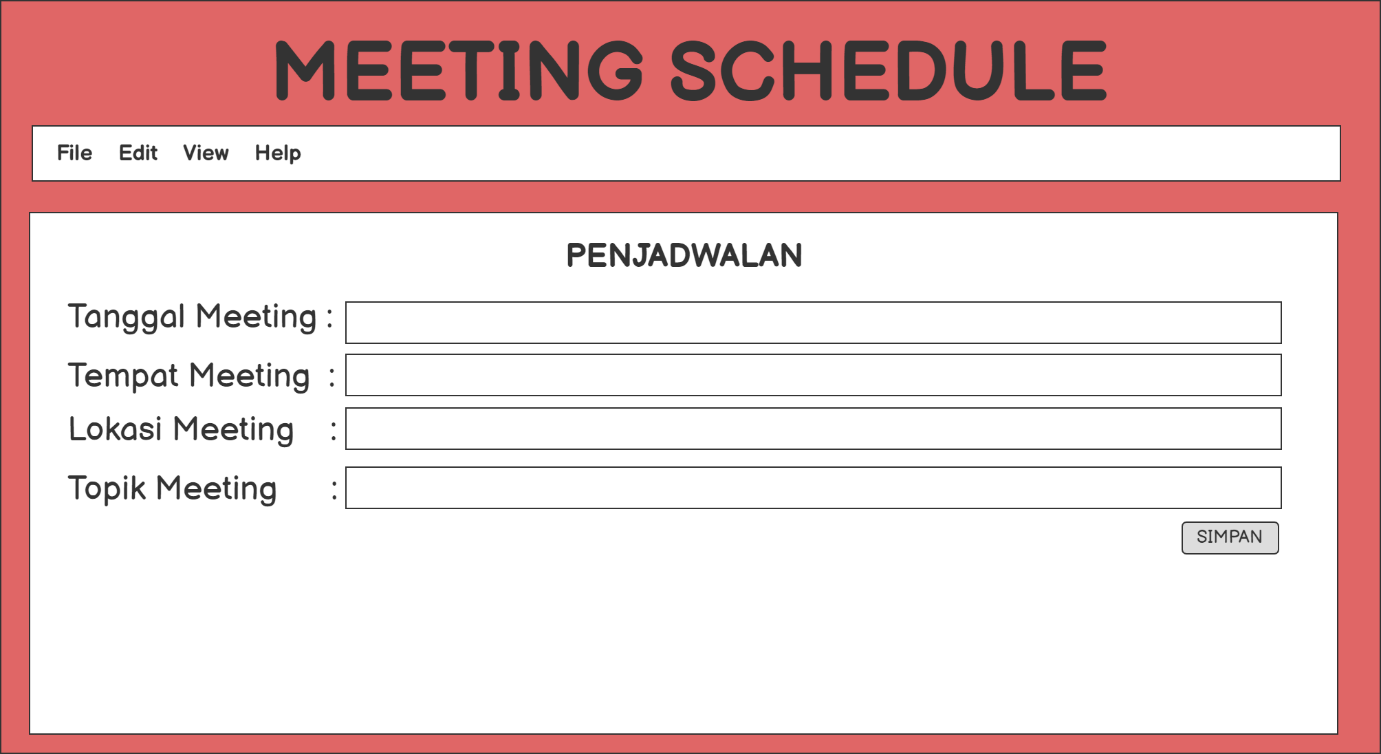 MEETING SCHEDULE
File Edit View Help
PENJADWALAN
Tanggal Meeting :
Tempat Meeting :
Lokasi Meeting :
Topik Meeting :
SIMPAN